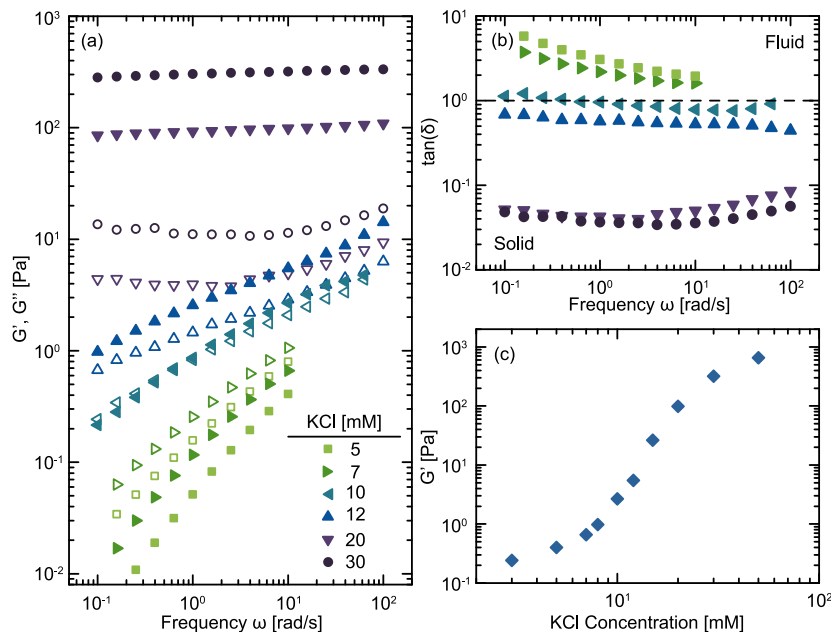 (a)
10³
10²
10¹
10⁰
10⁻¹
10⁻²
G', G'' [Pa]
KCl [mM]
5
7
10
12
20
30
10⁻¹ 10⁰ 10¹ 10²
Frequency ω [rad/s]
(b)
Fluid
10¹
10⁰
10⁻¹
10⁻²
tan(δ)
Solid
10⁻¹ 10⁰ 10¹ 10²
Frequency ω [rad/s]
(c)
10³
10²
10¹
10⁰
10⁻¹
G' [Pa]
10¹ 10²
KCl Concentration [mM]